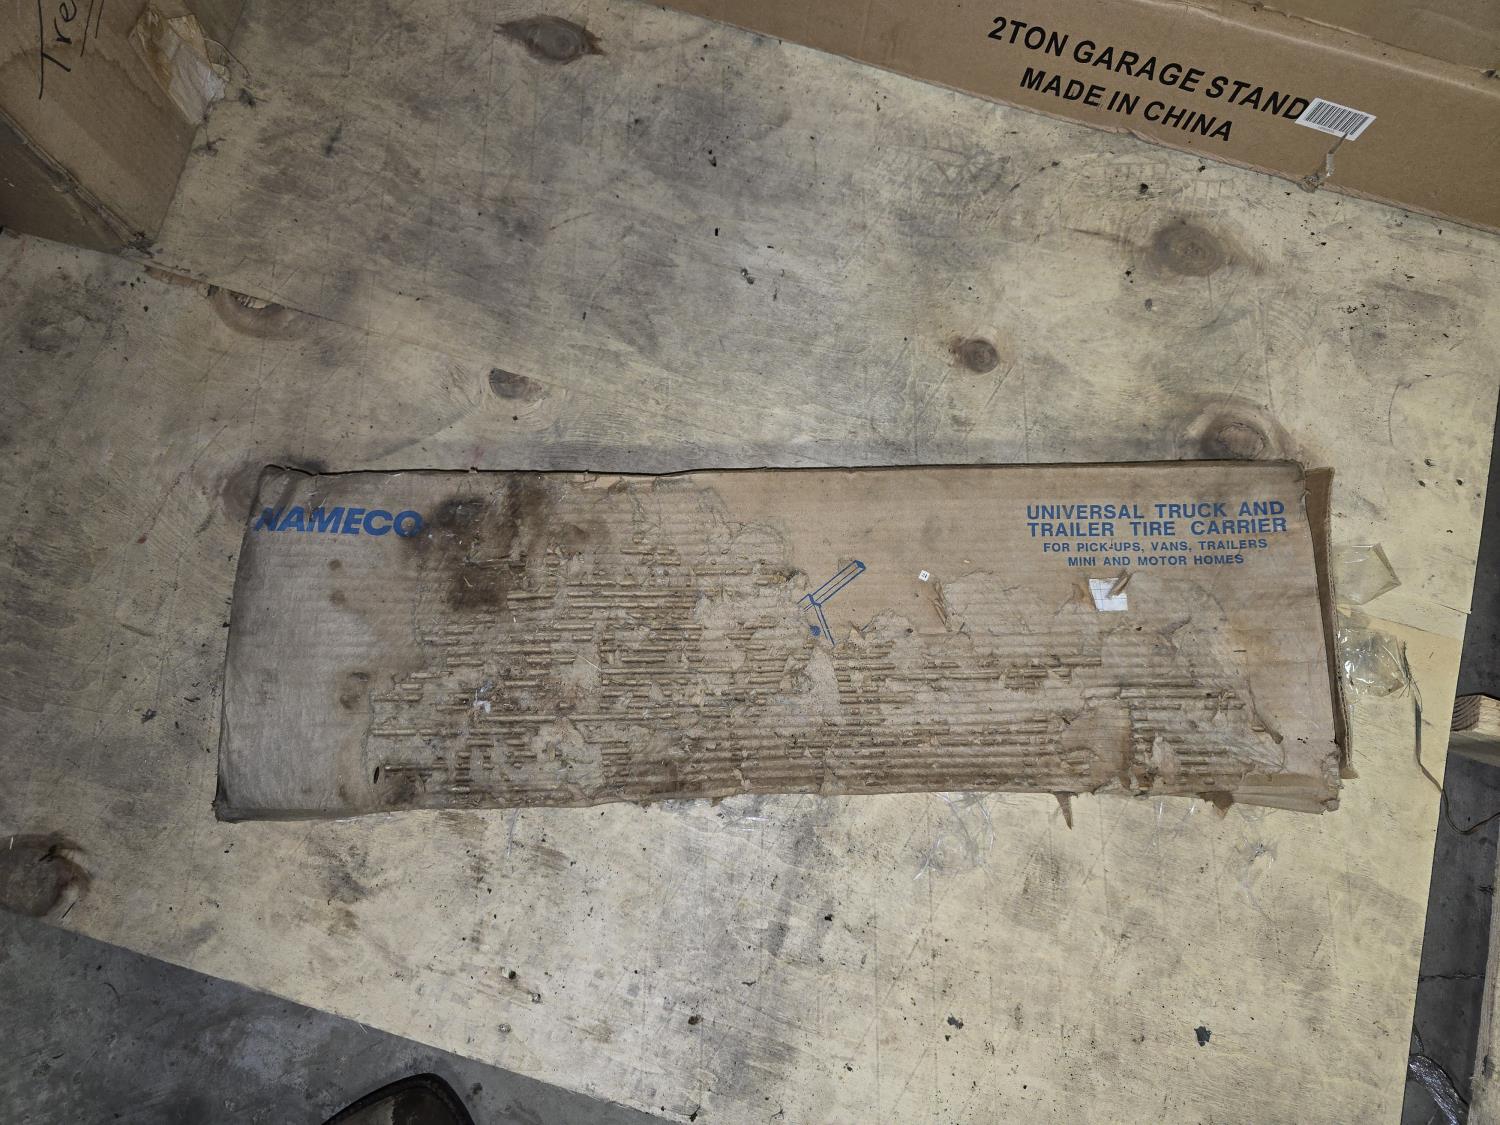 Tre
2TON GARAGE STAND
MADE IN CHINA
NAMECO
UNIVERSAL TRUCK AND
TRAILER TIRE CARRIER
FOR PICK-UPS, VANS, TRAILERS
MINI AND MOTOR HOMES